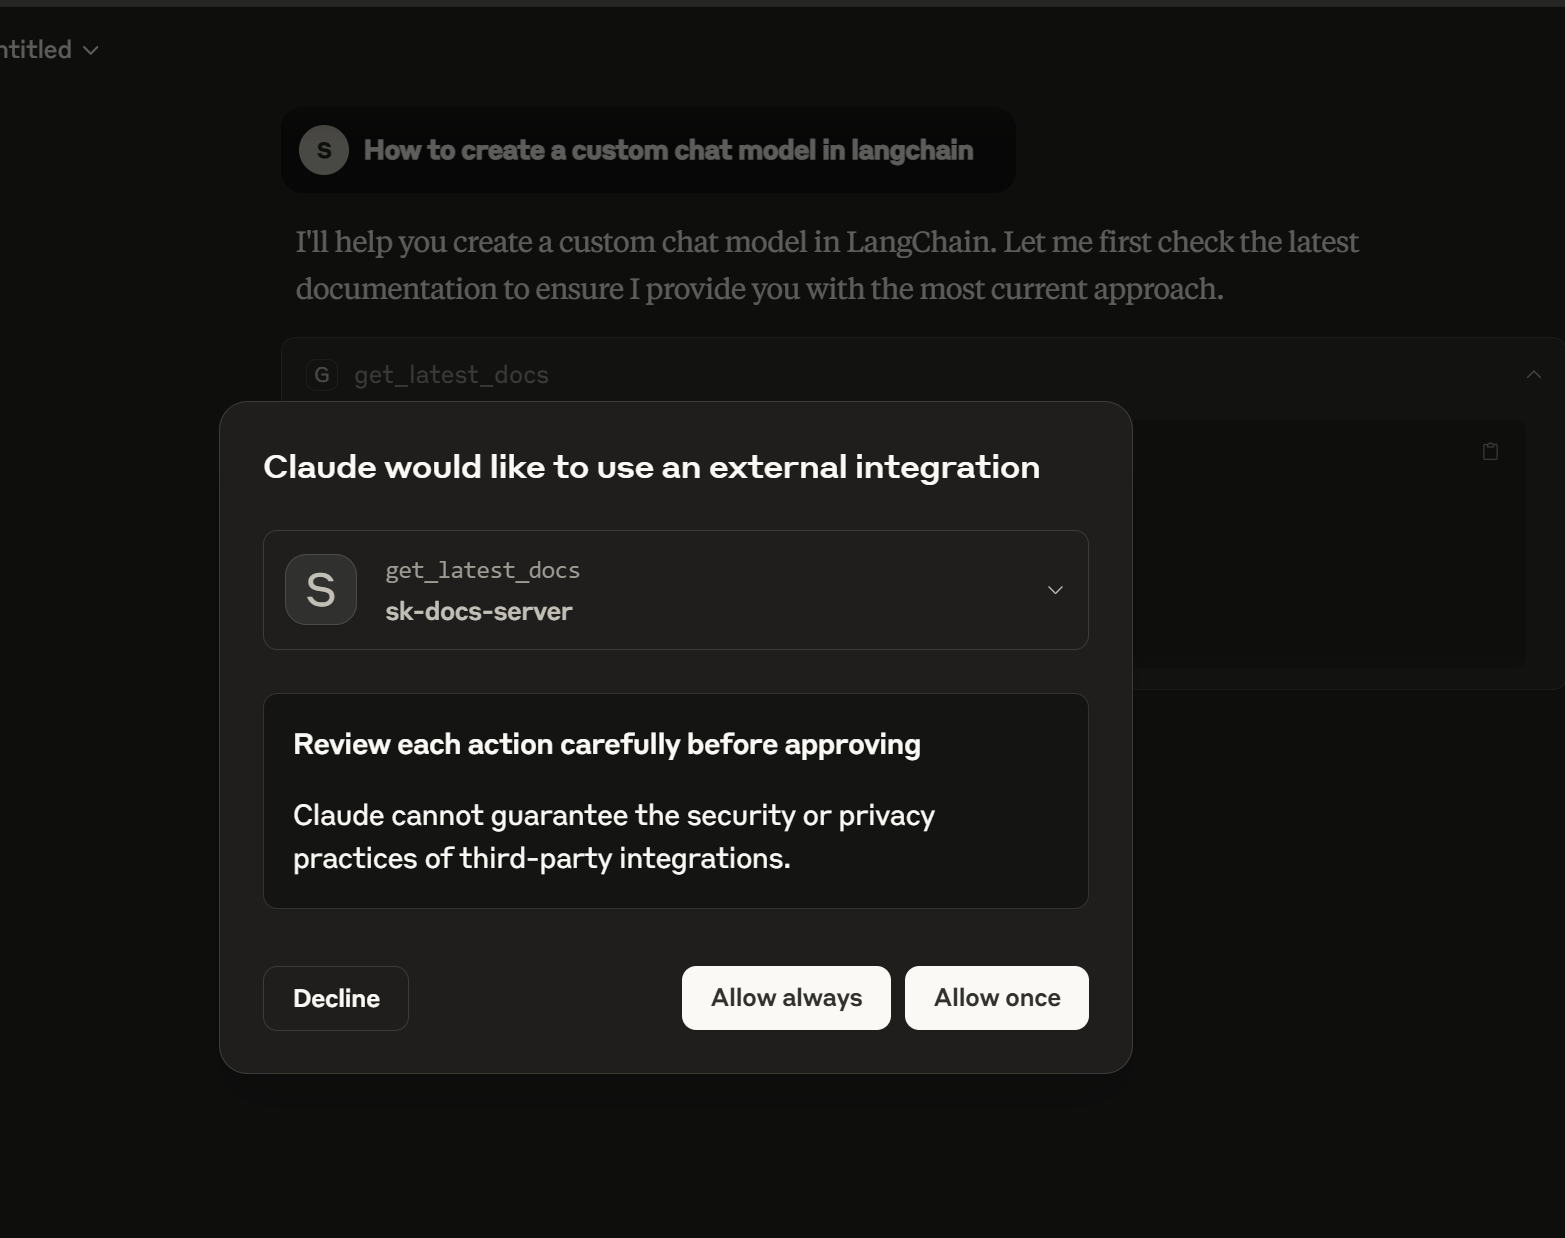 ntitled
S
How to create a custom chat model in langchain
I'll help you create a custom chat model in LangChain. Let me first check the latest
documentation to ensure I provide you with the most current approach.
G get_latest_docs
Claude would like to use an external integration
S
get_latest_docs
sk-docs-server
Review each action carefully before approving
Claude cannot guarantee the security or privacy
practices of third-party integrations.
Decline
Allow always
Allow once